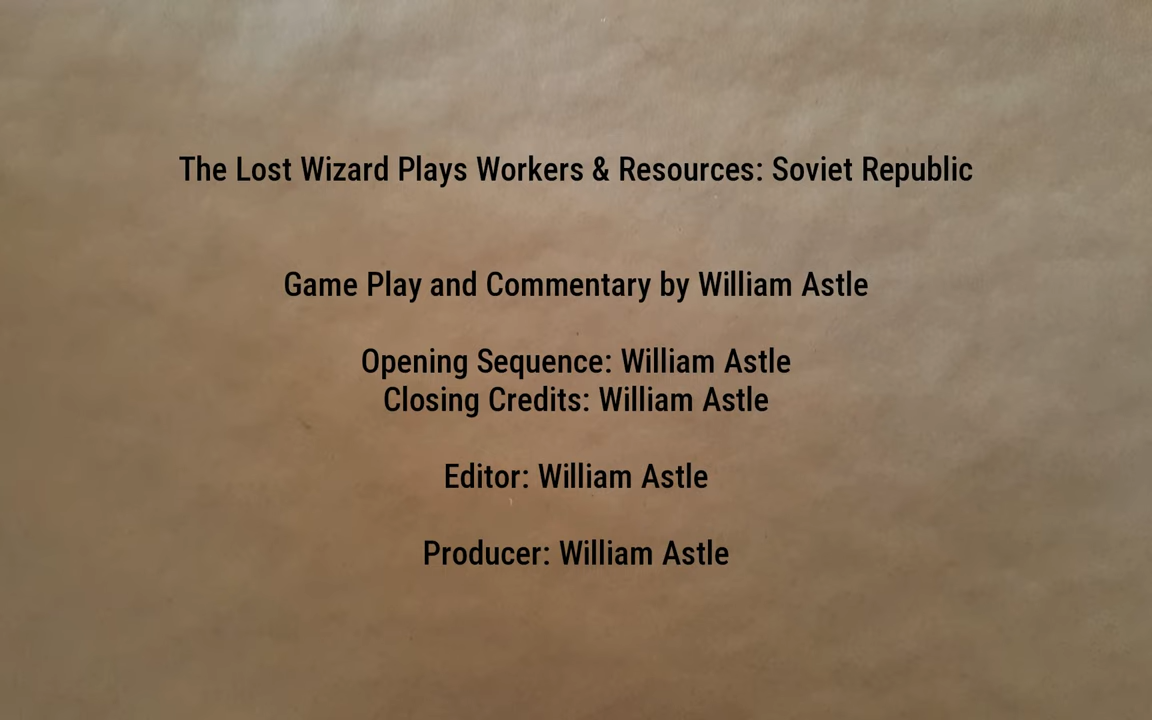 The Lost Wizard Plays Workers & Resources: Soviet Republic
Game Play and Commentary by William Astle
Opening Sequence: William Astle
Closing Credits: William Astle
Editor: William Astle
Producer: William Astle